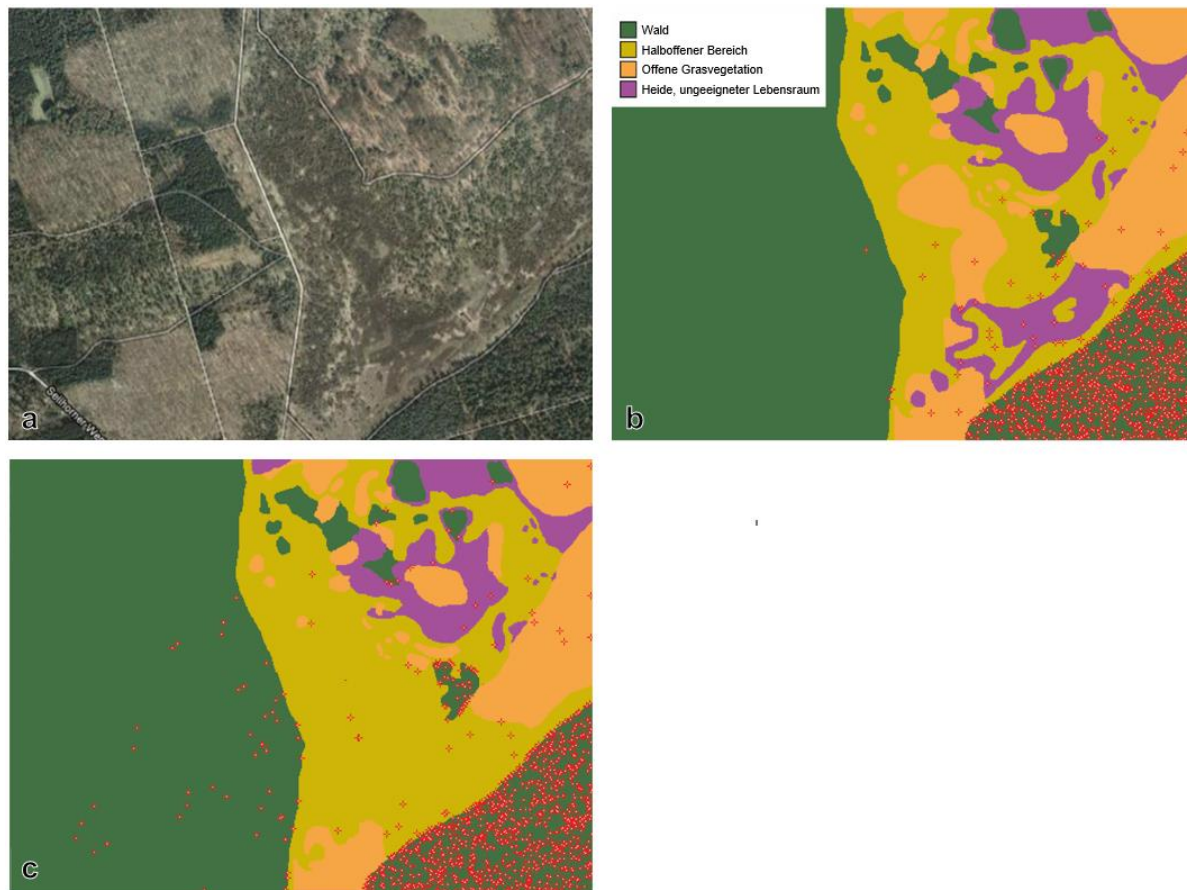 Wald
Halboffener Bereich
Offene Grasvegetation
Heide, ungeeigneter Lebensraum
a
b
c